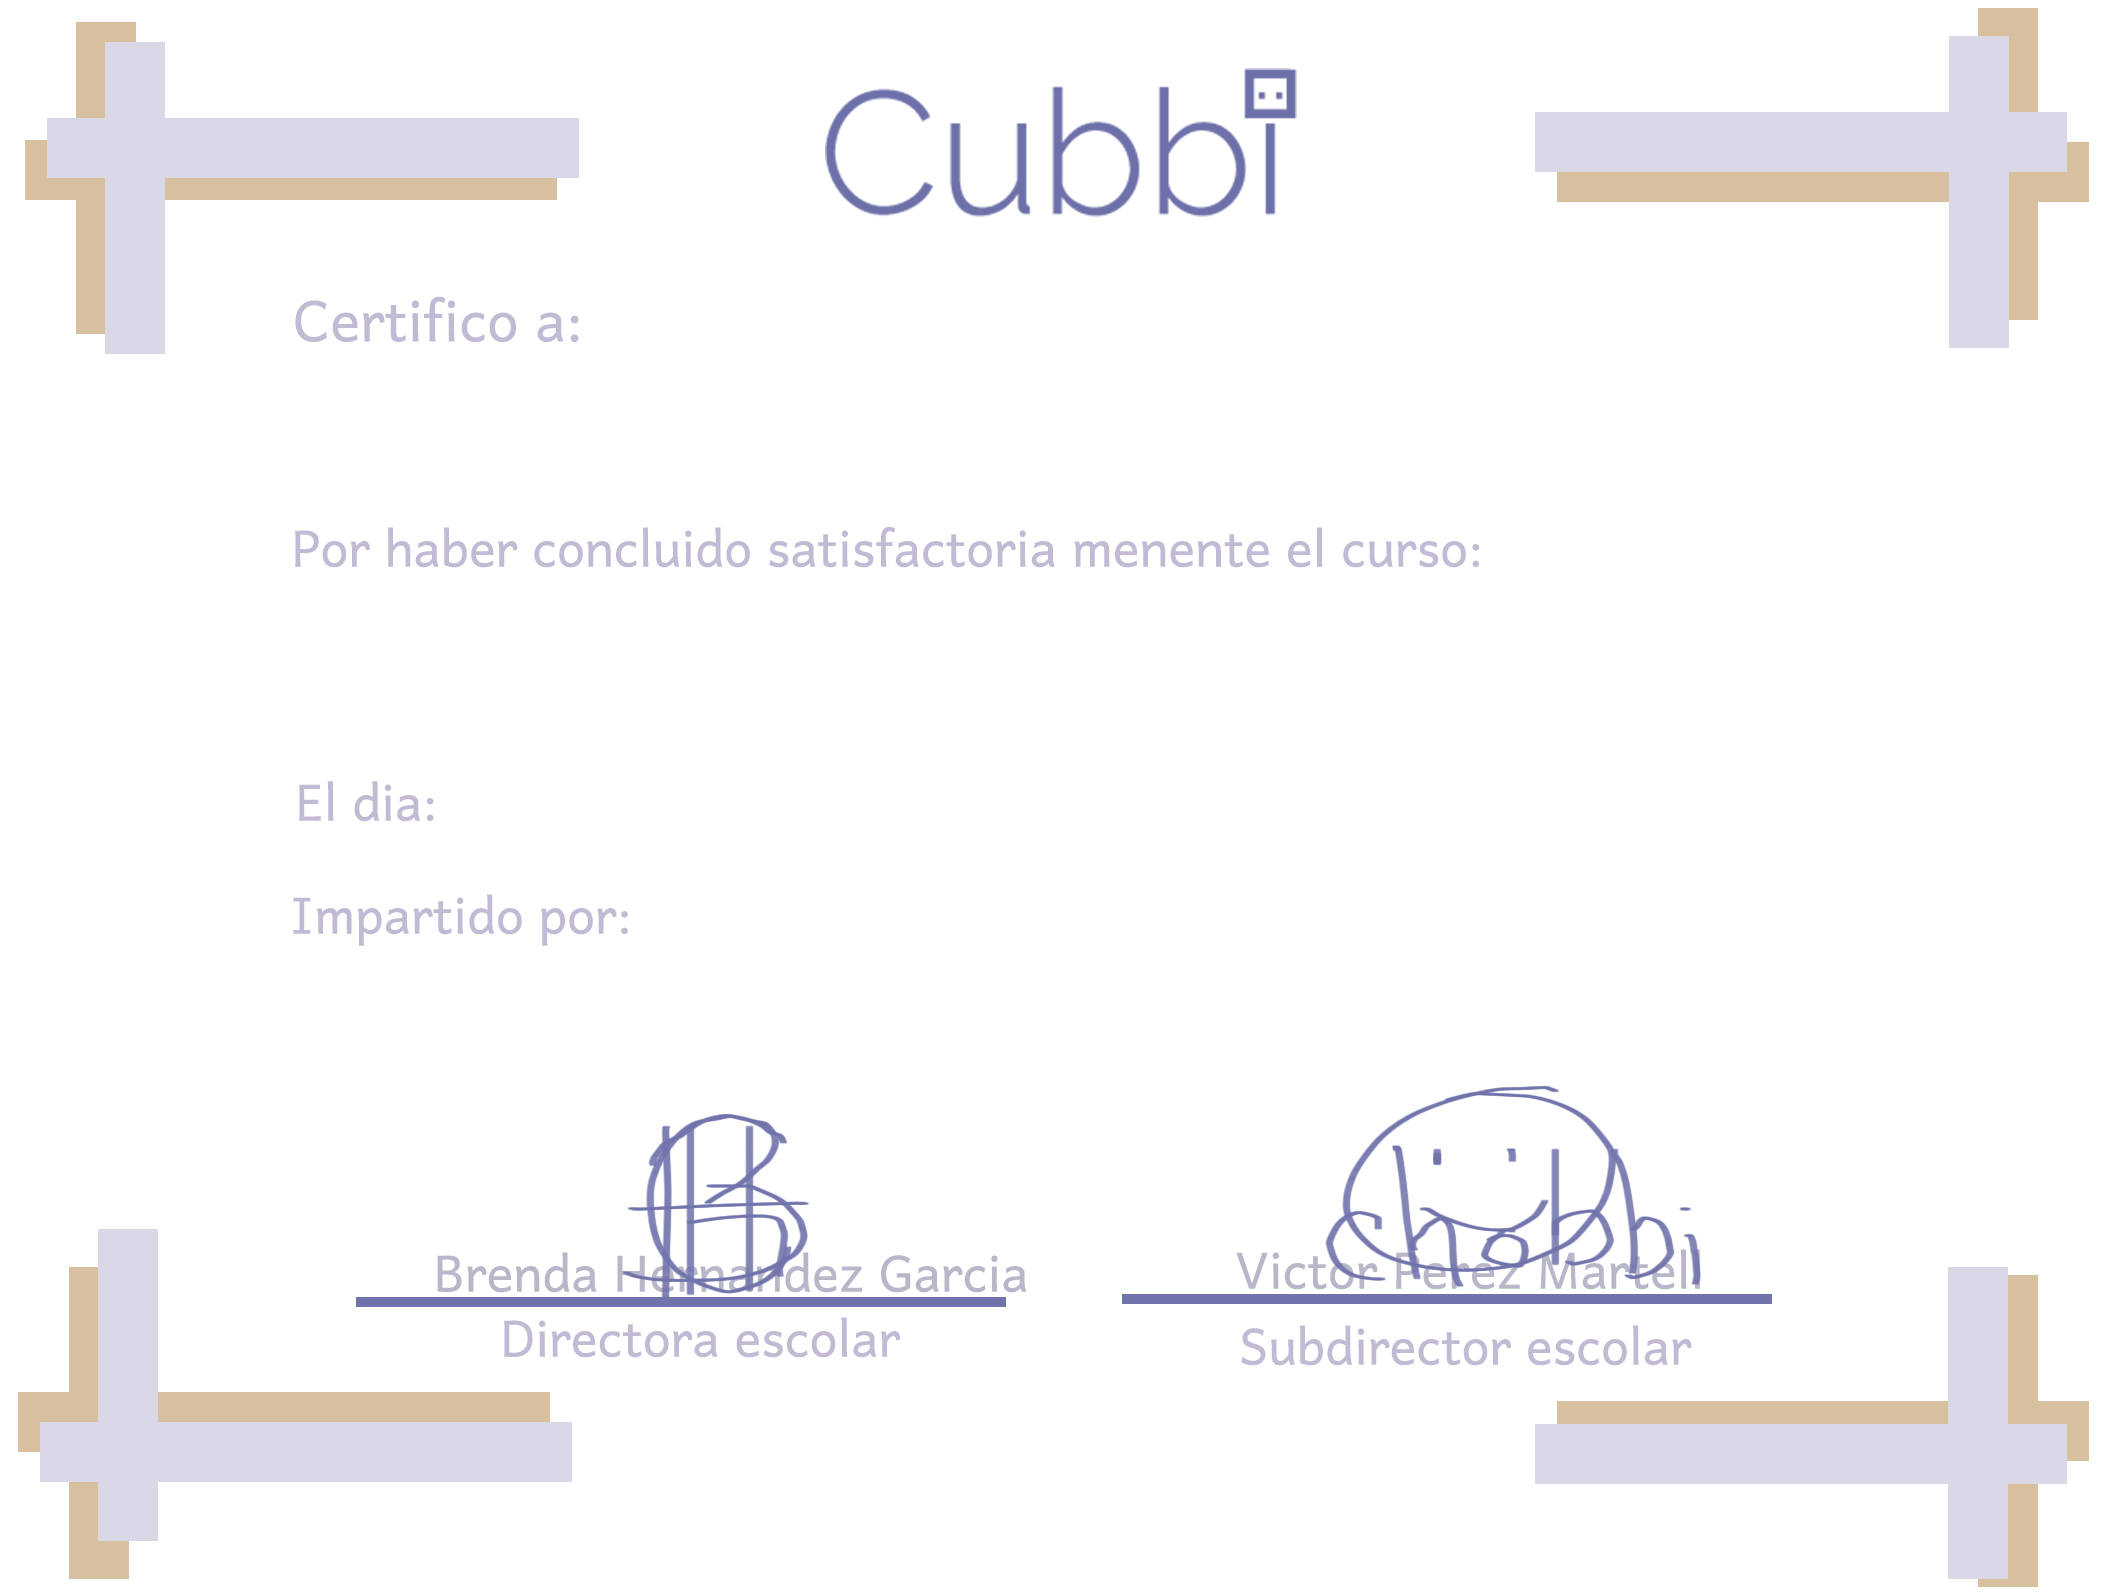 Cubbi
Certifico a:
Por haber concluido satisfactoria menente el curso:
El dia:
Impartido por:
Brenda Hernandez Garcia
Victor Perez Martell
Directora escolar
Subdirector escolar